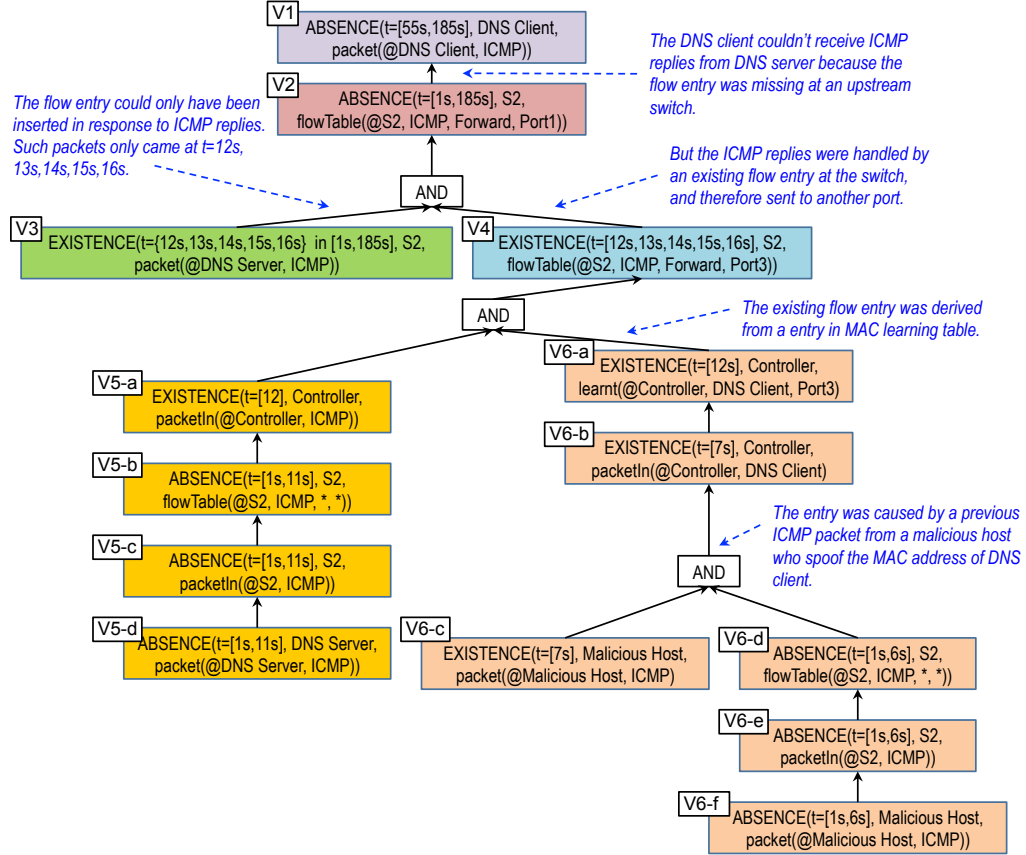 V1
ABSENCE(t=[55s,185s], DNS Client,
packet(@DNS Client, ICMP))
The DNS client couldn't receive ICMP
replies from DNS server because the
flow entry was missing at an upstream
switch.
V2
ABSENCE(t=[1s,185s], S2,
flowTable(@S2, ICMP, Forward, Port1))
The flow entry could only have been
inserted in response to ICMP replies.
Such packets only came at t=12s,
13s,14s,15s,16s.
AND
But the ICMP replies were handled by
an existing flow entry at the switch,
and therefore sent to another port.
V3
EXISTENCE(t={12s,13s,14s,15s,16s} in [1s,185s], S2,
packet(@DNS Server, ICMP))
V4
EXISTENCE(t=[12s,13s,14s,15s,16s], S2,
flowTable(@S2, ICMP, Forward, Port3))
AND
The existing flow entry was derived
from a entry in MAC learning table.
V5-a
EXISTENCE(t=[12], Controller,
packetIn(@Controller, ICMP))
V6-a
EXISTENCE(t=[12s], Controller,
learnt(@Controller, DNS Client, Port3)
V5-b
ABSENCE(t=[1s,11s], S2,
flowTable(@S2, ICMP, *, *))
V6-b
EXISTENCE(t=[7s], Controller,
packetIn(@Controller, DNS Client)
V5-c
ABSENCE(t=[1s,11s], S2,
packetIn(@S2, ICMP))
The entry was caused by a previous
ICMP packet from a malicious host
who spoof the MAC address of DNS
client.
AND
V5-d
ABSENCE(t=[1s,11s], DNS Server,
packet(@DNS Server, ICMP))
V6-c
EXISTENCE(t=[7s], Malicious Host,
packet(@Malicious Host, ICMP)
V6-d
ABSENCE(t=[1s,6s], S2,
flowTable(@S2, ICMP, *, *))
V6-e
ABSENCE(t=[1s,6s], S2,
packetIn(@S2, ICMP))
V6-f
ABSENCE(t=[1s,6s], Malicious Host,
packet(@Malicious Host, ICMP))